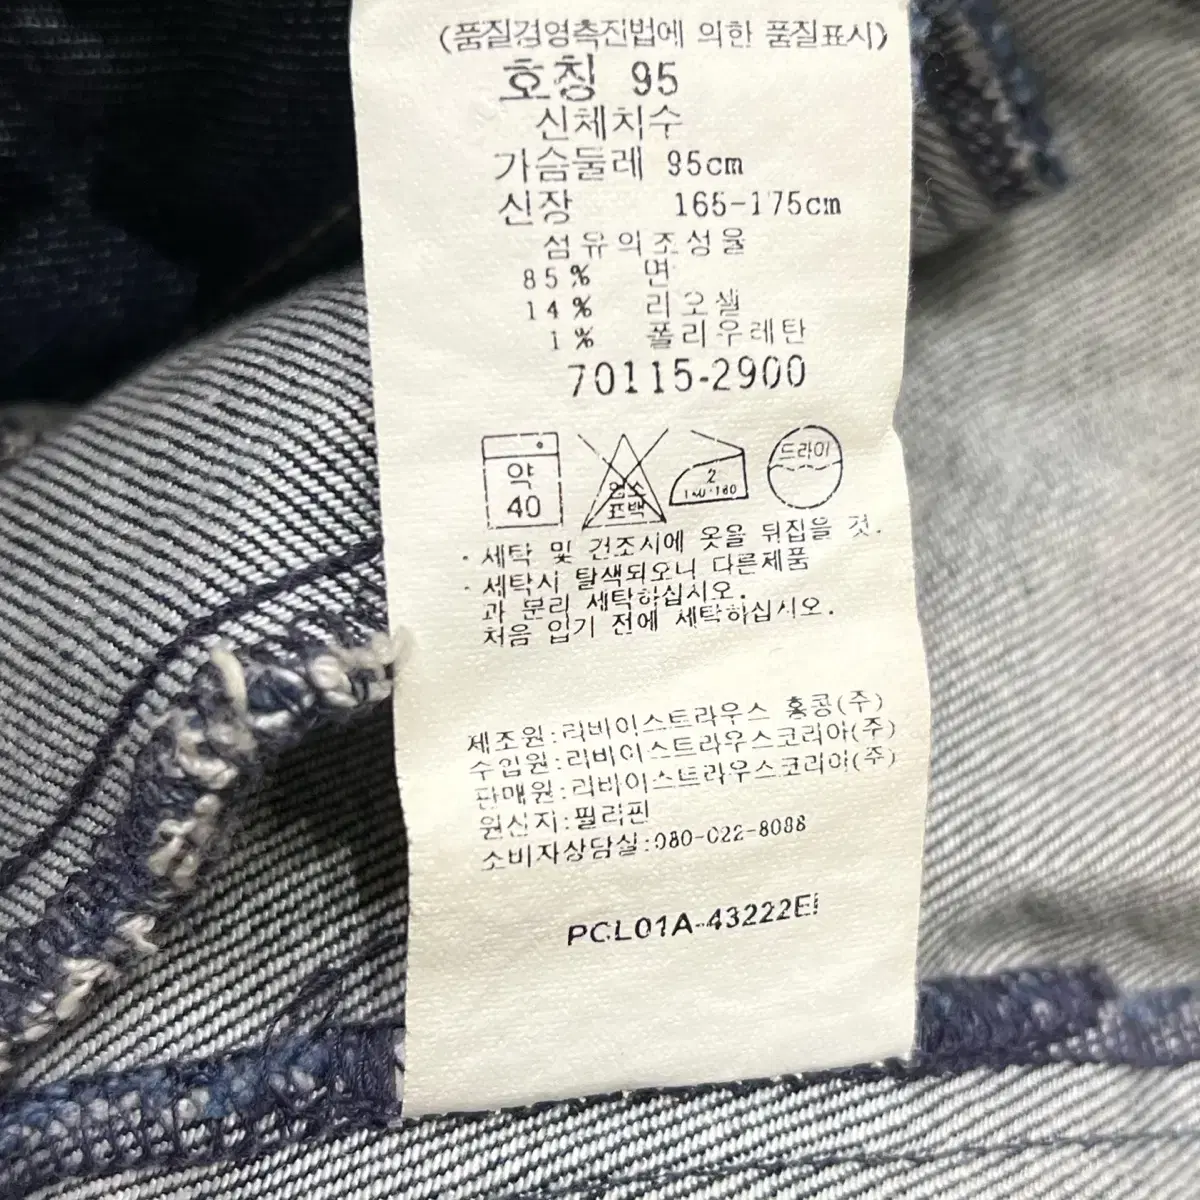 (품질경영촉진법에 의한 품질표시)
호칭 95
신체치수
가슴둘레 95cm
신장 165-175cm
섬유의조성율
85% 면
14% 리오셀
1% 폴리우레탄
70115-2900
약
40
염소
표백
2
140·160
드라이
· 세탁 및 건조시에 옷을 뒤집을 것.
· 세탁시 탈색되오니 다른제품
과 분리 세탁하십시오.
처음 입기 전에 세탁하십시오.
제조원:리바이스트라우스 홍콩(주)
수입원:리바이스트라우스코리아(주)
판매원:리바이스트라우스코리아(주)
원산지:필리핀
소비자상담실:080-022-8088